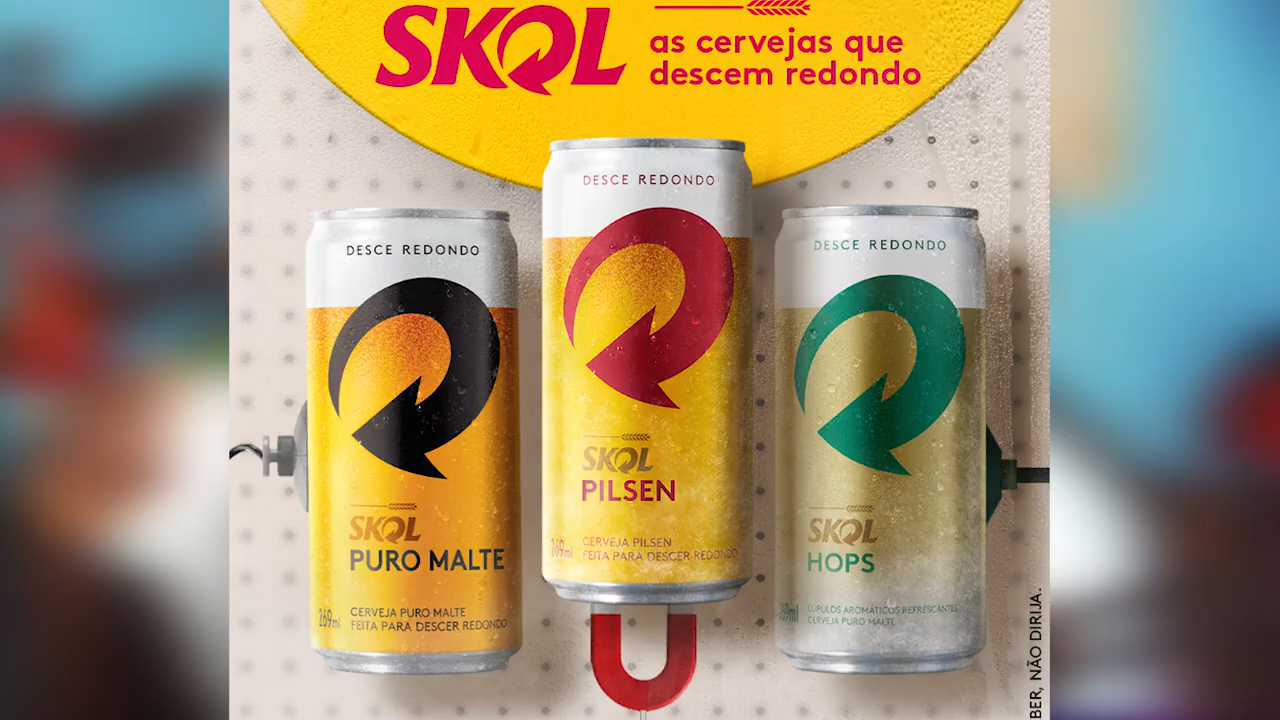 SKOL
as cervejas que
descem redondo
DESCE REDONDO
SKOL
PURO MALTE
269ml
CERVEJA PURO MALTE
FEITA PARA DESCER REDONDO
DESCE REDONDO
SKOL
PILSEN
269ml
CERVEJA PILSEN
FEITA PARA DESCER REDONDO
DESCE REDONDO
SKOL
HOPS
269ml
LÚPULOS AROMÁTICOS REFRESCANTES
CERVEJA PURO MALTE
BER, NÃO DIRIJA.